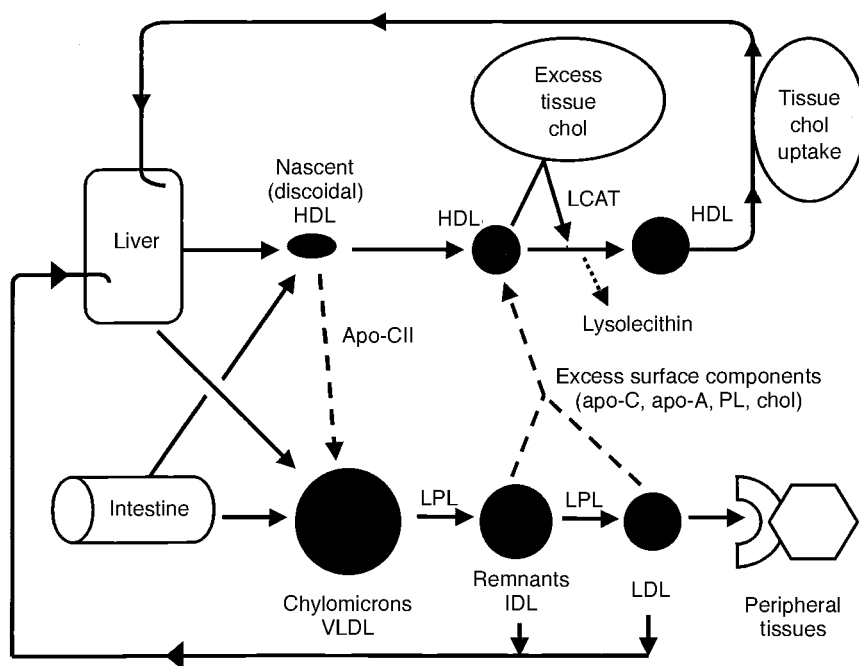 Excess
tissue
chol
Tissue
chol
uptake
Nascent
(discoidal)
HDL
HDL
LCAT
HDL
Liver
Lysolecithin
Apo-CII
Excess surface components
(apo-C, apo-A, PL, chol)
Intestine
LPL
LPL
Chylomicrons
VLDL
Remnants
IDL
LDL
Peripheral
tissues